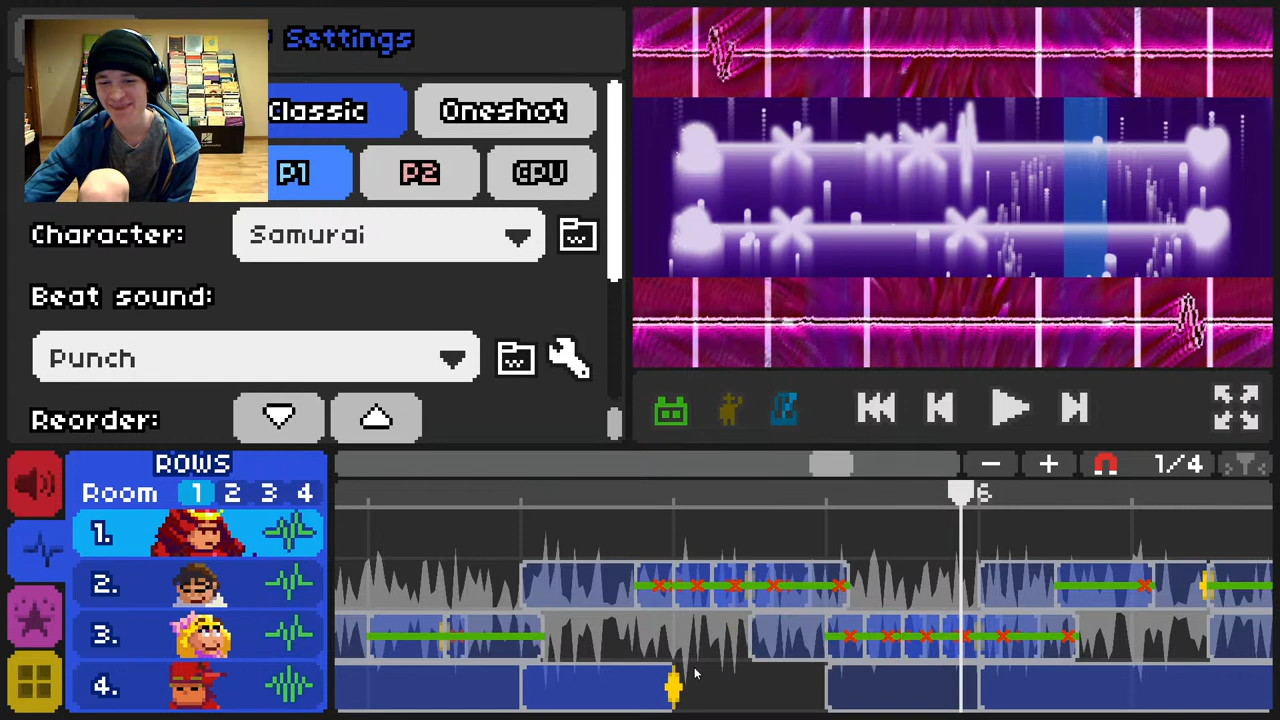 Settings
Classic
Oneshot
P1
P2
CPU
Character:
Samurai
Beat sound:
Punch
Reorder:
ROWS
Room 1 2 3 4
1.
2.
3.
4.
1/4
6